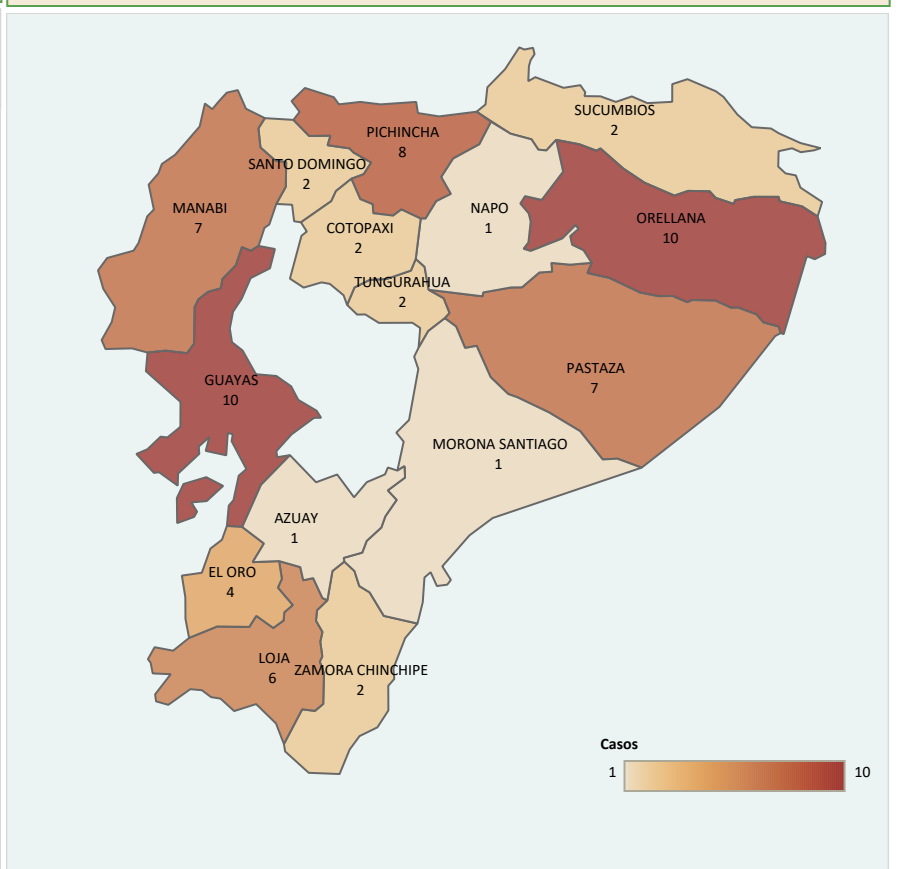 SUCUMBIOS
2
PICHINCHA
8
SANTO DOMINGO
2
MANABI
7
NAPO
1
ORELLANA
10
COTOPAXI
2
TUNGURAHUA
2
PASTAZA
7
GUAYAS
10
MORONA SANTIAGO
1
AZUAY
1
EL ORO
4
LOJA
6
ZAMORA CHINCHIPE
2
Casos
1 10